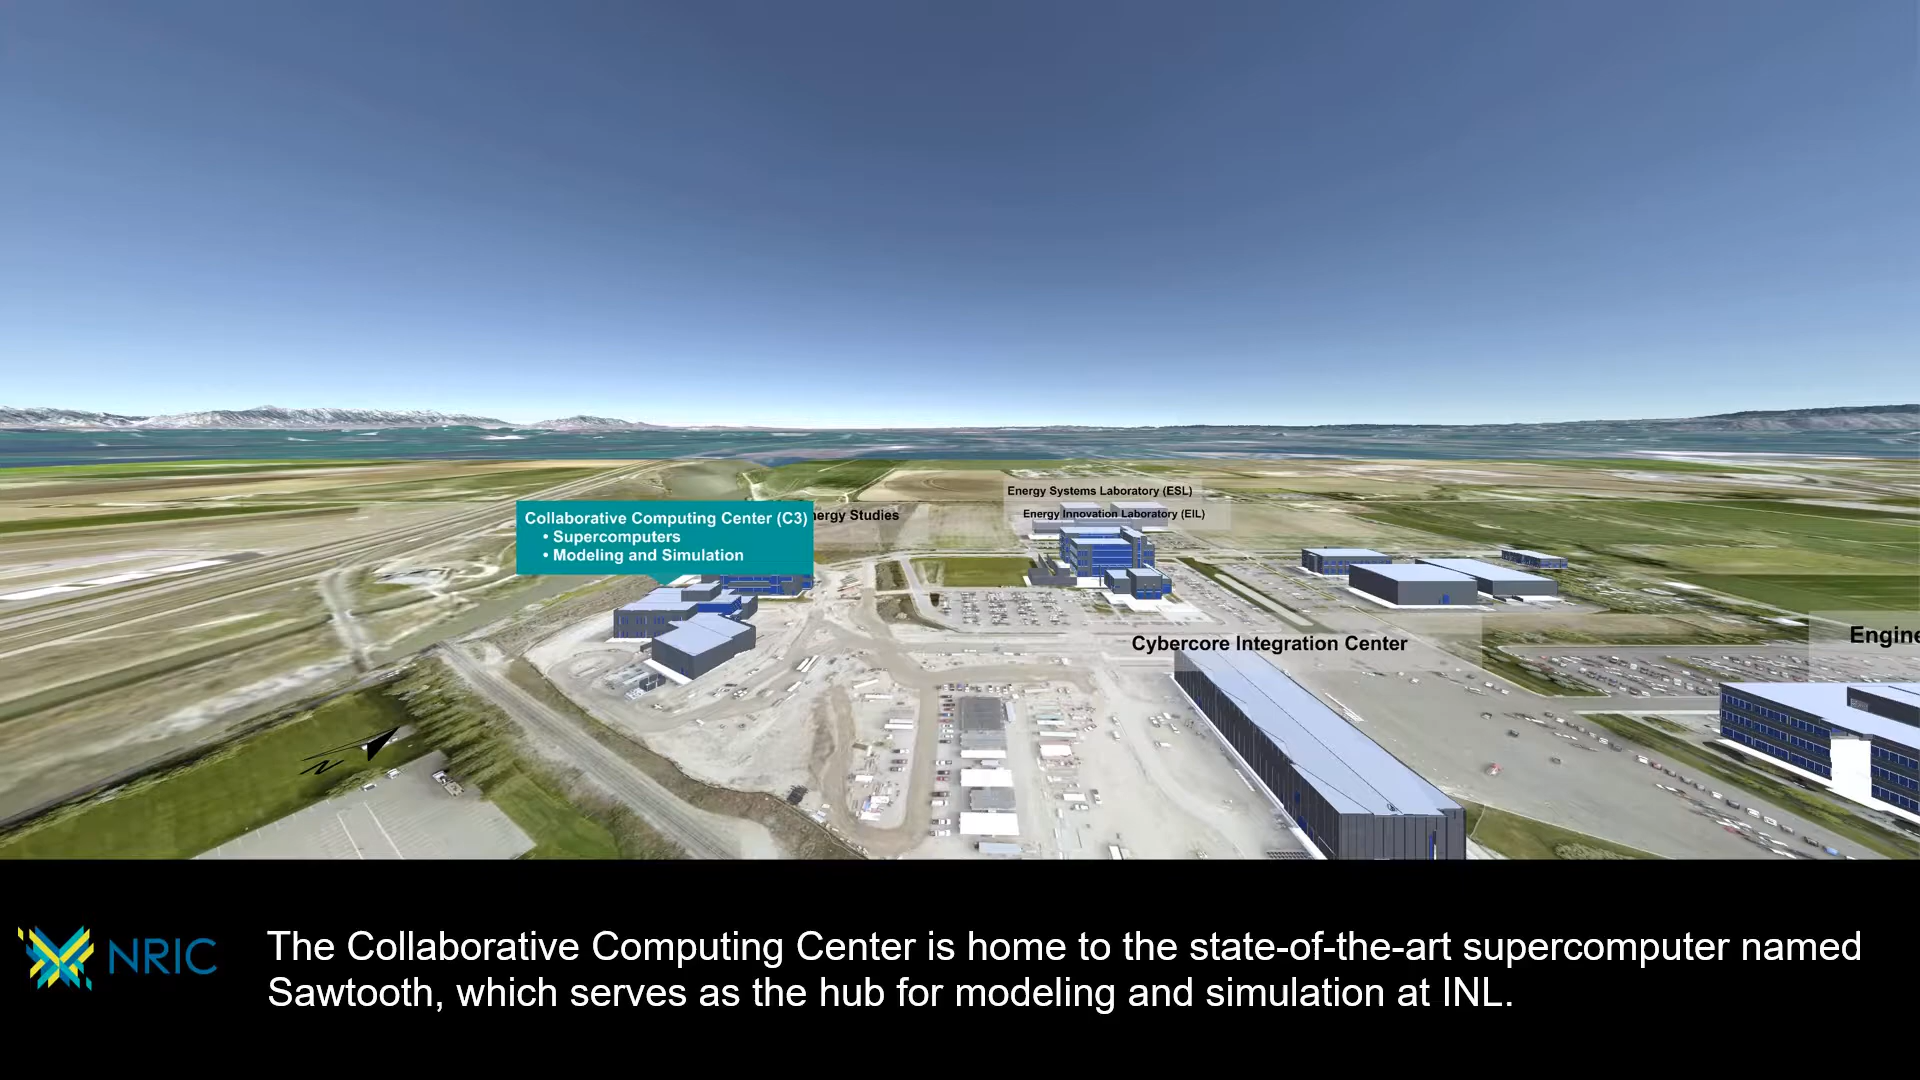 Energy Systems Laboratory (ESL)
Energy Innovation Laboratory (EIL)
Collaborative Computing Center (C3)
• Supercomputers
• Modeling and Simulation
Studies
Cybercore Integration Center
N
NRIC
The Collaborative Computing Center is home to the state-of-the-art supercomputer named
Sawtooth, which serves as the hub for modeling and simulation at INL.